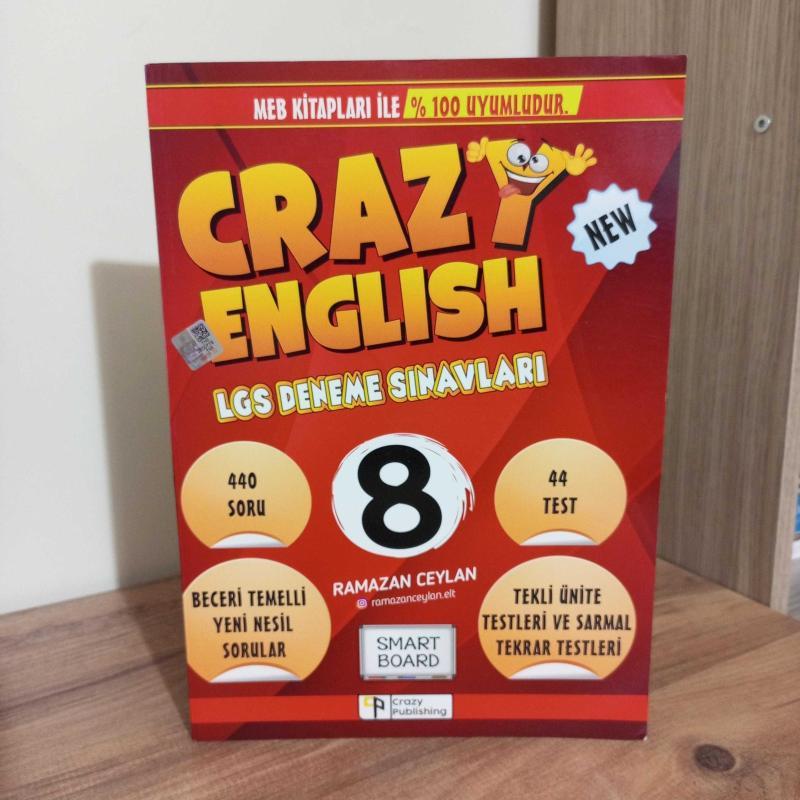 MEB KİTAPLARI İLE % 100 UYUMLUDUR.
CRAZY
NEW
ENGLISH
LGS DENEME SINAVLARI
440
SORU
8
44
TEST
BECERİ TEMELLİ
YENİ NESİL
SORULAR
RAMAZAN CEYLAN
ramazanceylan.elt
SMART
BOARD
TEKLİ ÜNİTE
TESTLERİ VE SARMAL
TEKRAR TESTLERİ
CP Crazy
Publishing